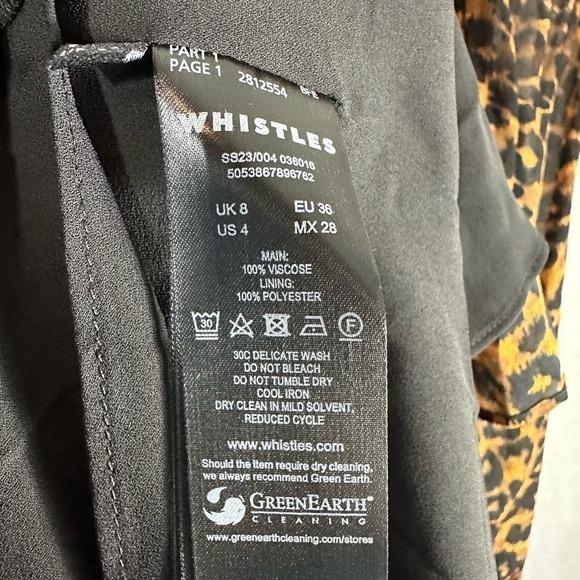 PART 1
PAGE 1 2812554
WHISTLES
SS23/004 036016
5053867896762
UK 8 EU 36
US 4 MX 28
MAIN:
100% VISCOSE
LINING:
100% POLYESTER
30 F
30C DELICATE WASH
DO NOT BLEACH
DO NOT TUMBLE DRY
COOL IRON
DRY CLEAN IN MILD SOLVENT,
REDUCED CYCLE
www.whistles.com
Should the item require dry cleaning,
we always recommend Green Earth.
GREENEARTH®
CLEANING
www.greenearthcleaning.com/stores